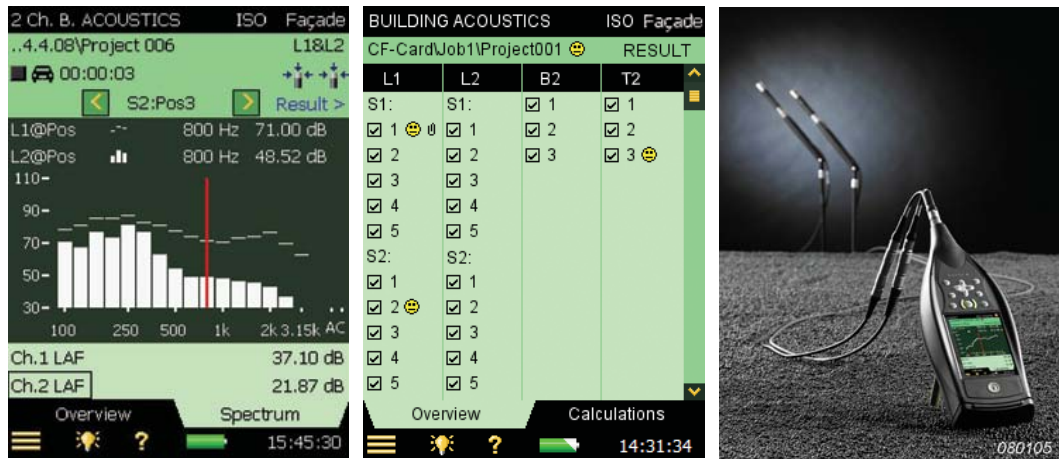 2 Ch. B. ACOUSTICS ISO Façade
..4.4.08\Project 006 L1&L2
00:00:03
< S2:Pos3 > Result >
L1@Pos 800 Hz 71.00 dB
L2@Pos 800 Hz 48.52 dB
110
90
70
50
30
100 250 500 1k 2k 3.15k AC
Ch.1 LAF 37.10 dB
Ch.2 LAF 21.87 dB
Overview Spectrum
? 15:45:30
BUILDING ACOUSTICS ISO Façade
CF-Card\Job1\Project001 RESULT
L1 L2 B2 T2
S1: S1: 1 1
1 1 2 2
2 2 3 3
3 3
4 4
5 5
S2: S2:
1 1
2 2
3 3
4 4
5 5
Overview Calculations
? 14:31:34
080105